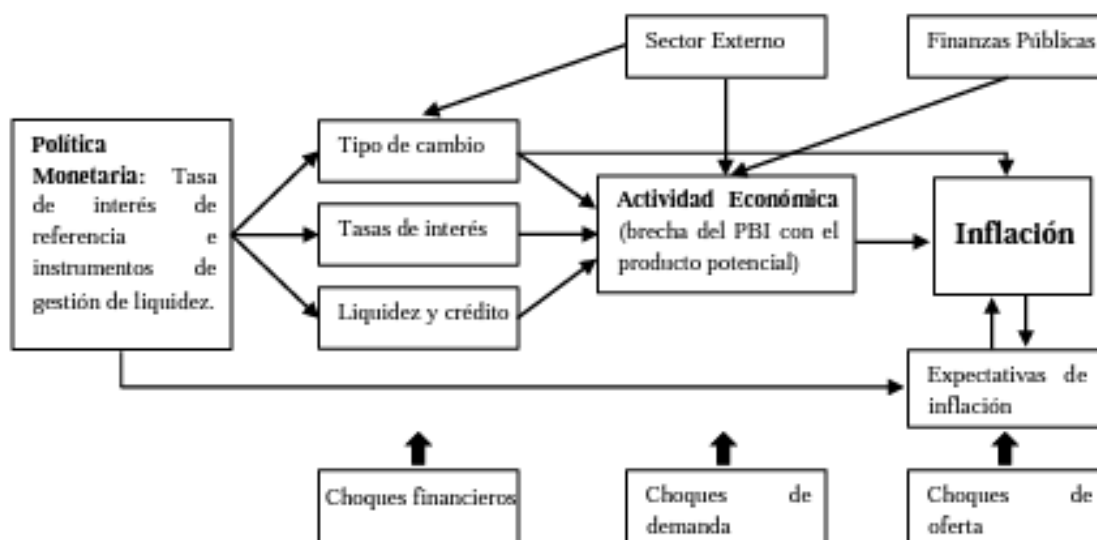 Sector Externo
Finanzas Públicas
Política
Monetaria: Tasa
de interés de
referencia e
instrumentos de
gestión de liquidez.
Tipo de cambio
Tasas de interés
Liquidez y crédito
Actividad Económica
(brecha del PBI con el
producto potencial)
Inflación
Expectativas de
inflación
Choques financieros
Choques de
demanda
Choques de
oferta